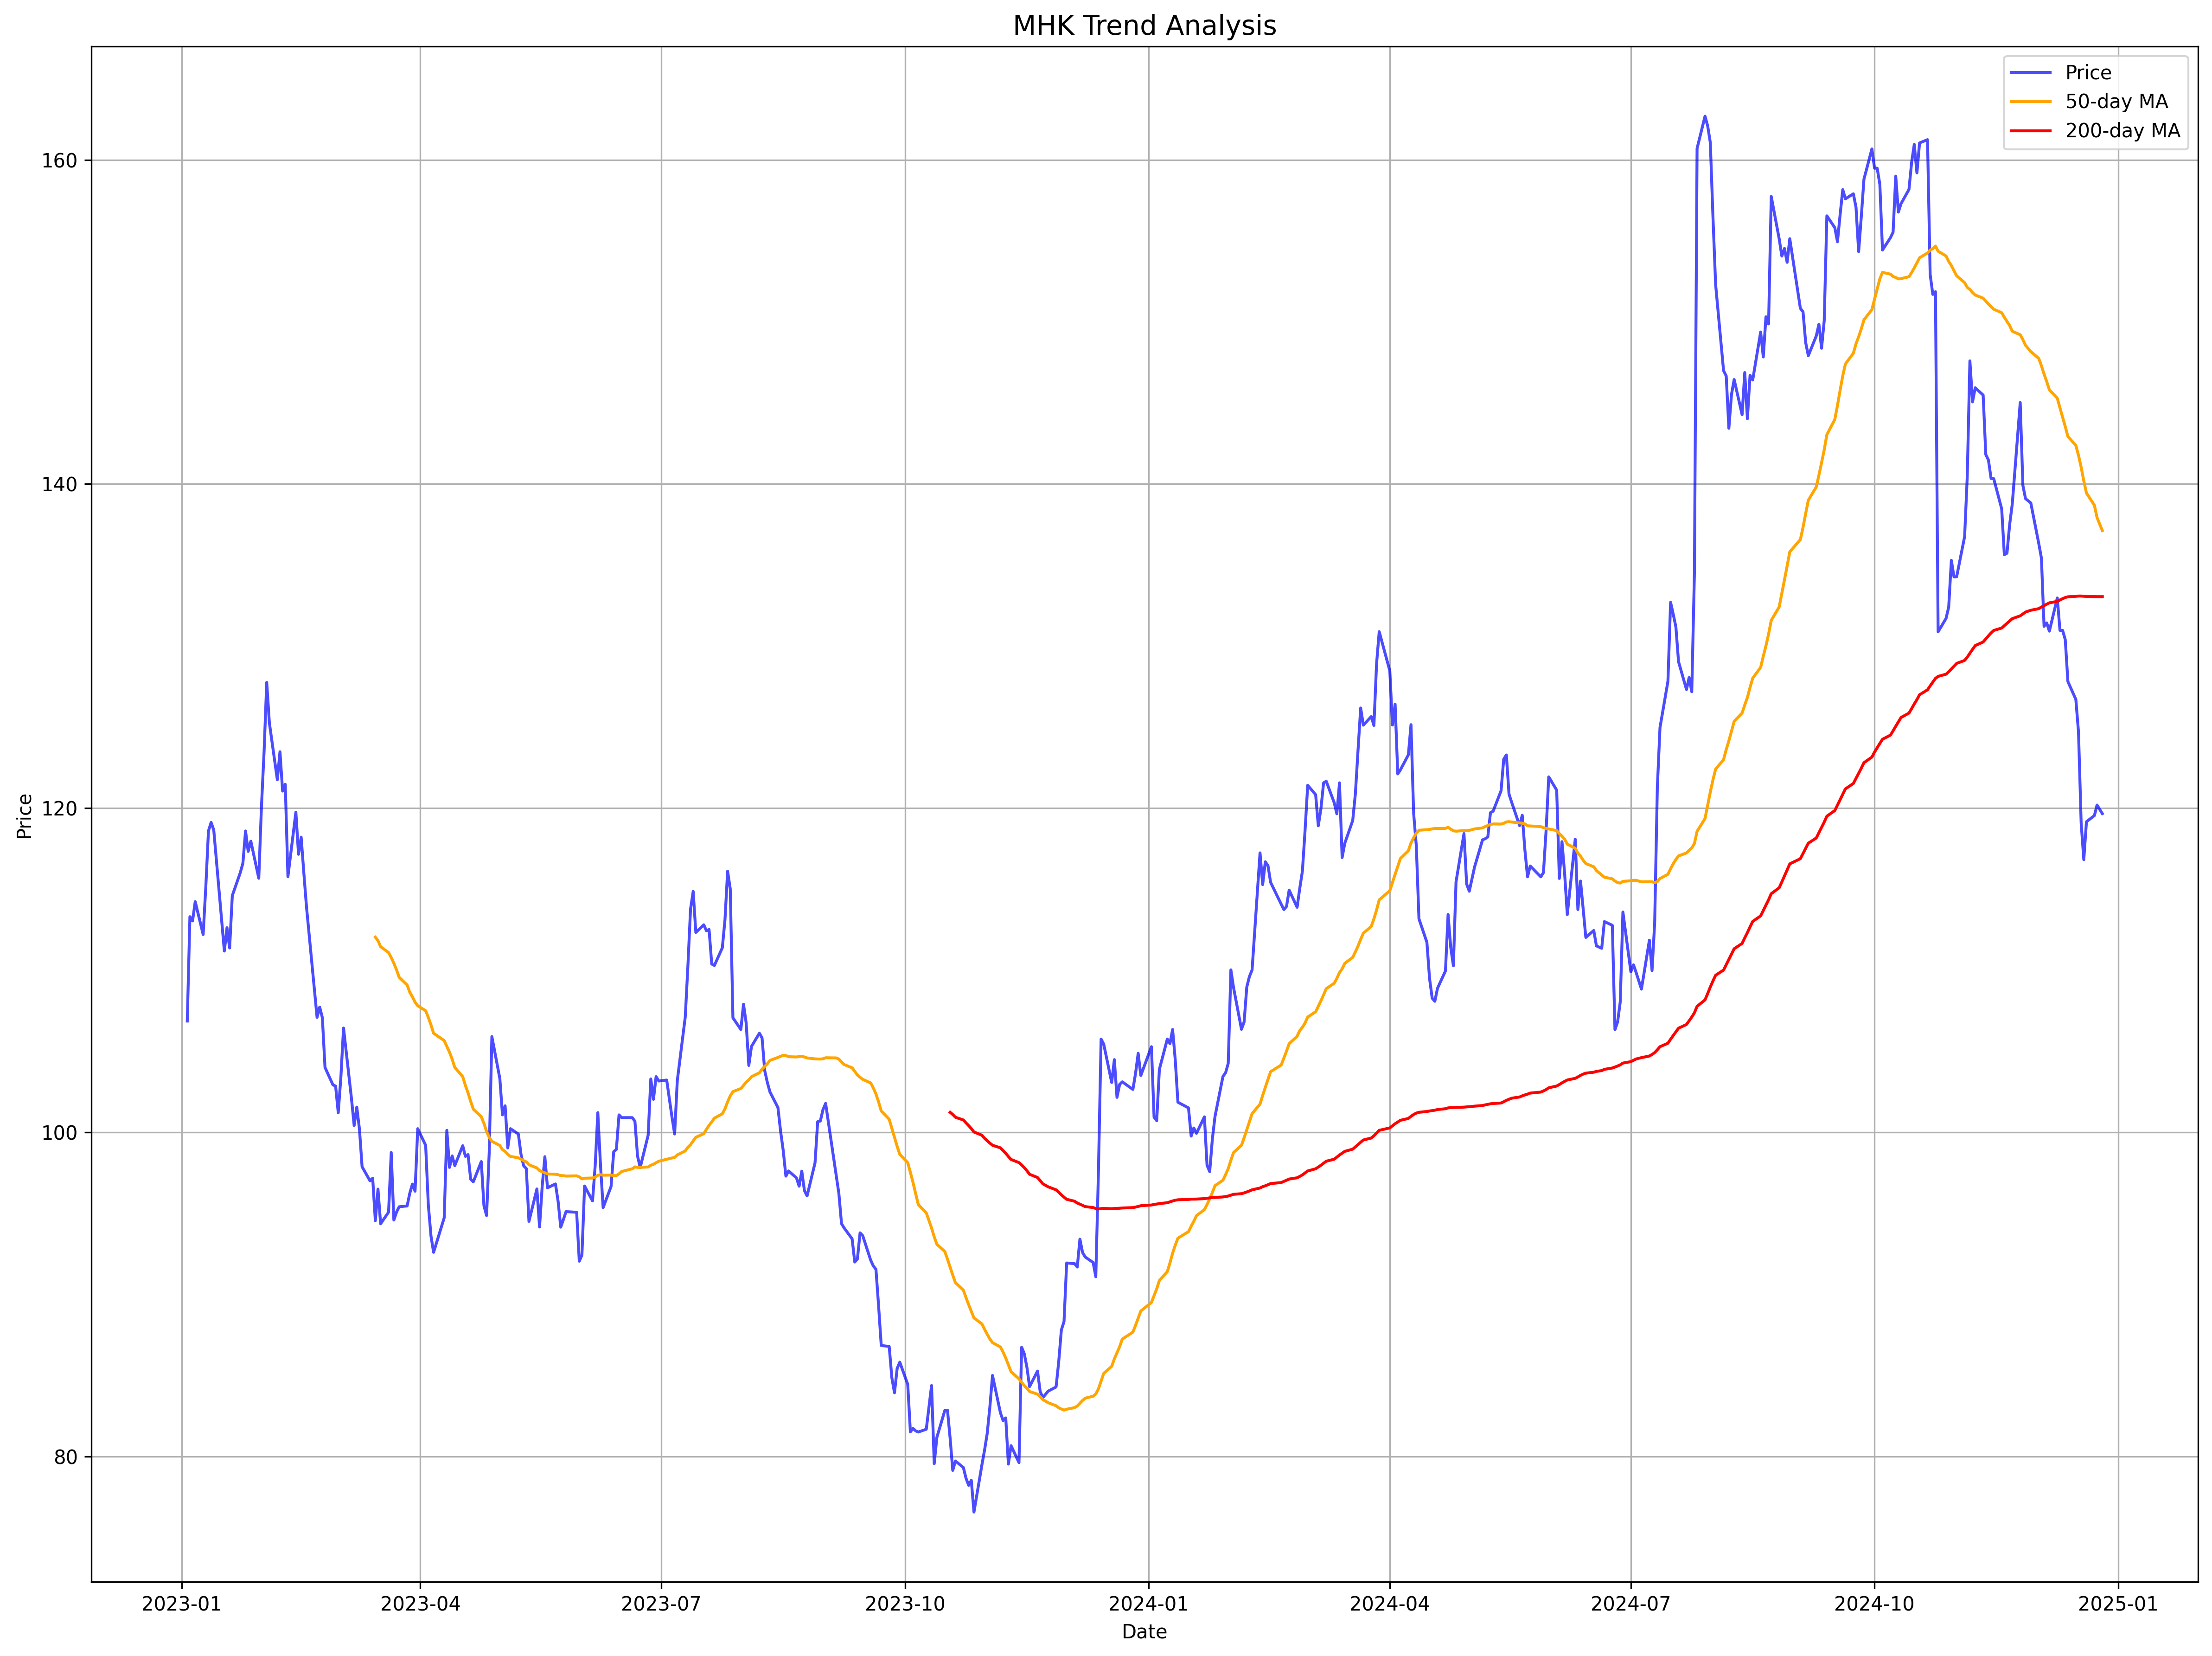 MHK Trend Analysis
Price
50-day MA
200-day MA
160
140
120
100
80
Price
2023-01
2023-04
2023-07
2023-10
2024-01
2024-04
2024-07
2024-10
2025-01
Date